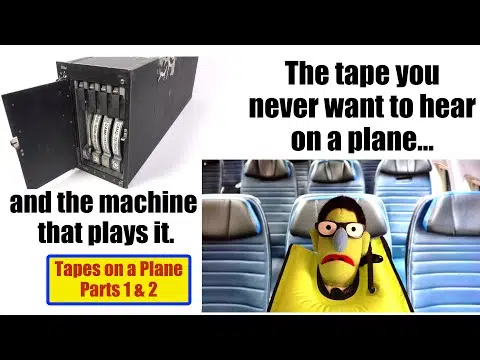 The tape you
never want to hear
on a plane...
and the machine
that plays it.
Tapes on a Plane
Parts 1 & 2